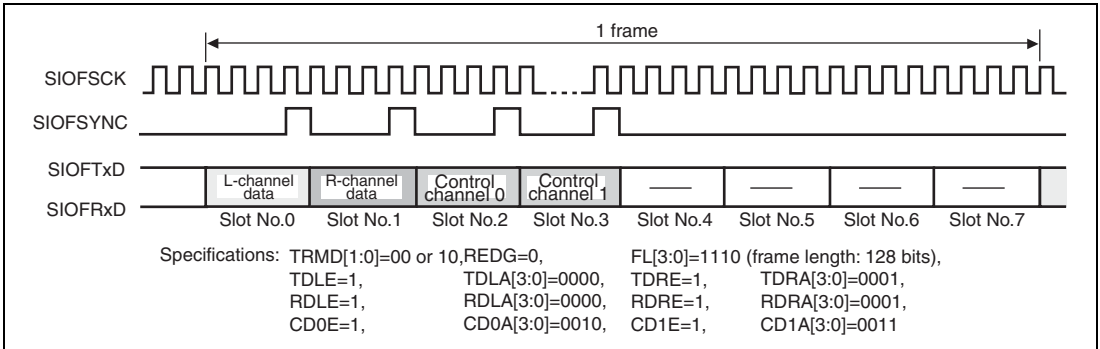 1 frame
SIOFSCK
SIOFSYNC
SIOFTxD
SIOFRxD
L-channel data
R-channel data
Control channel 0
Control channel 1
Slot No.0 Slot No.1 Slot No.2 Slot No.3 Slot No.4 Slot No.5 Slot No.6 Slot No.7
Specifications: TRMD[1:0]=00 or 10,REDG=0, FL[3:0]=1110 (frame length: 128 bits),
TDLE=1, TDLA[3:0]=0000, TDRE=1, TDRA[3:0]=0001,
RDLE=1, RDLA[3:0]=0000, RDRE=1, RDRA[3:0]=0001,
CD0E=1, CD0A[3:0]=0010, CD1E=1, CD1A[3:0]=0011